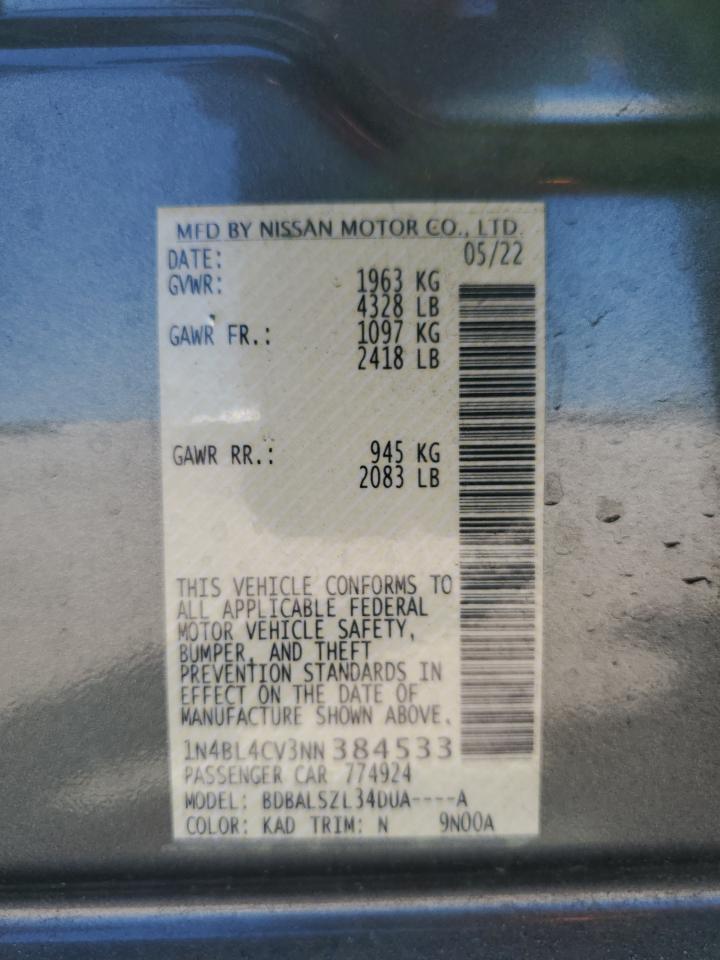 MFD BY NISSAN MOTOR CO., LTD.
DATE: 05/22
GVWR: 1963 KG
4328 LB
GAWR FR.: 1097 KG
2418 LB
GAWR RR.: 945 KG
2083 LB
THIS VEHICLE CONFORMS TO
ALL APPLICABLE FEDERAL
MOTOR VEHICLE SAFETY,
BUMPER, AND THEFT
PREVENTION STANDARDS IN
EFFECT ON THE DATE OF
MANUFACTURE SHOWN ABOVE.
1N4BL4CV3NN384533
PASSENGER CAR 774924
MODEL: BDBALSZL34DUA----A
COLOR: KAD TRIM: N 9N00A